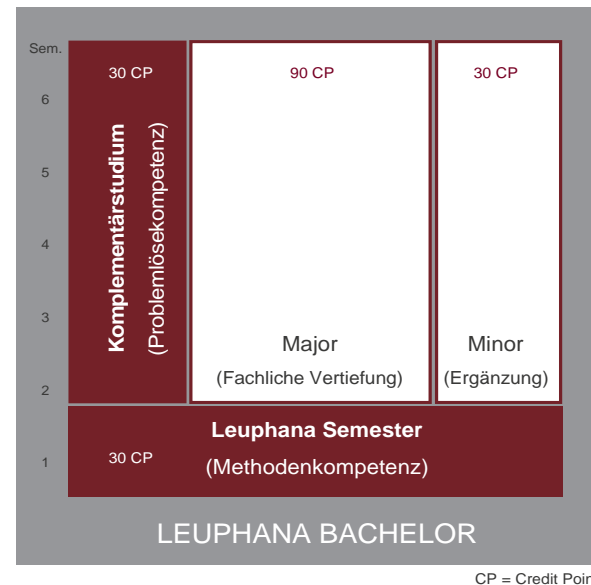 Sem.
30 CP
90 CP
30 CP
6
5
4
3
2
1
Komplementärstudium
(Problemlösekompetenz)
Major
(Fachliche Vertiefung)
Minor
(Ergänzung)
Leuphana Semester
30 CP
(Methodenkompetenz)
LEUPHANA BACHELOR
CP = Credit Poin